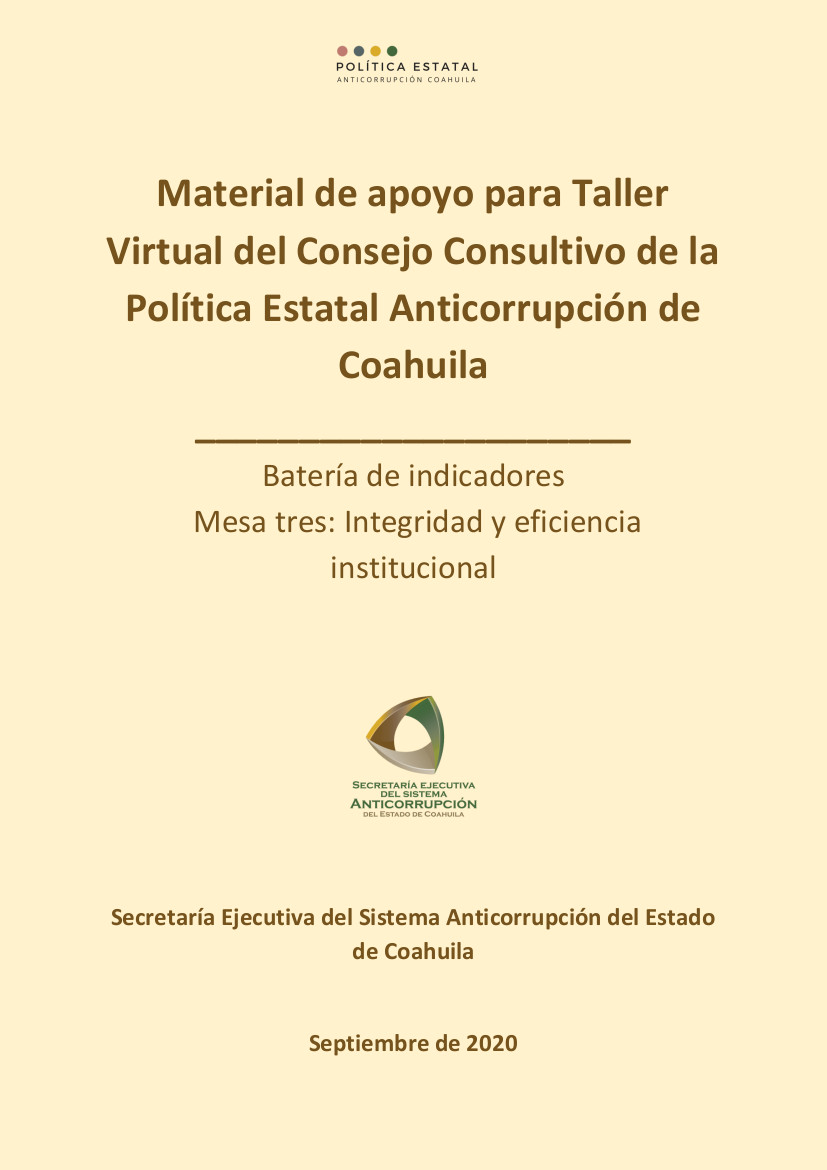 POLÍTICA ESTATAL
ANTICORRUPCIÓN COAHUILA
Material de apoyo para Taller
Virtual del Consejo Consultivo de la
Política Estatal Anticorrupción de
Coahuila
Batería de indicadores
Mesa tres: Integridad y eficiencia
institucional
SECRETARÍA EJECUTIVA
DEL SISTEMA
ANTICORRUPCIÓN
DEL ESTADO DE COAHUILA
Secretaría Ejecutiva del Sistema Anticorrupción del Estado
de Coahuila
Septiembre de 2020